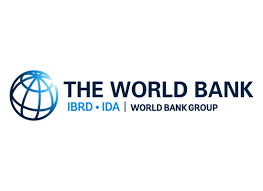 THE WORLD BANK
IBRD • IDA | WORLD BANK GROUP